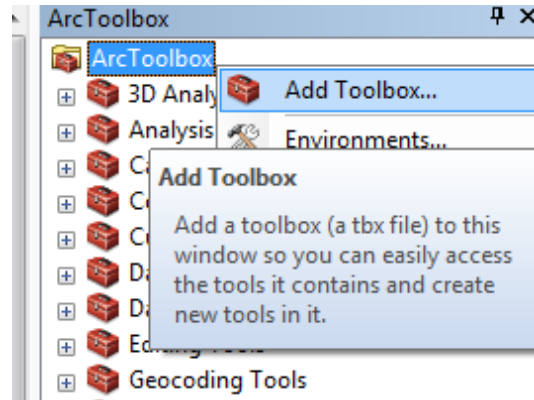 ArcToolbox
ArcToolbox
3D Analy
Add Toolbox...
Analysis
Environments...
Add Toolbox
Add a toolbox (a tbx file) to this
window so you can easily access
the tools it contains and create
new tools in it.
Geocoding Tools